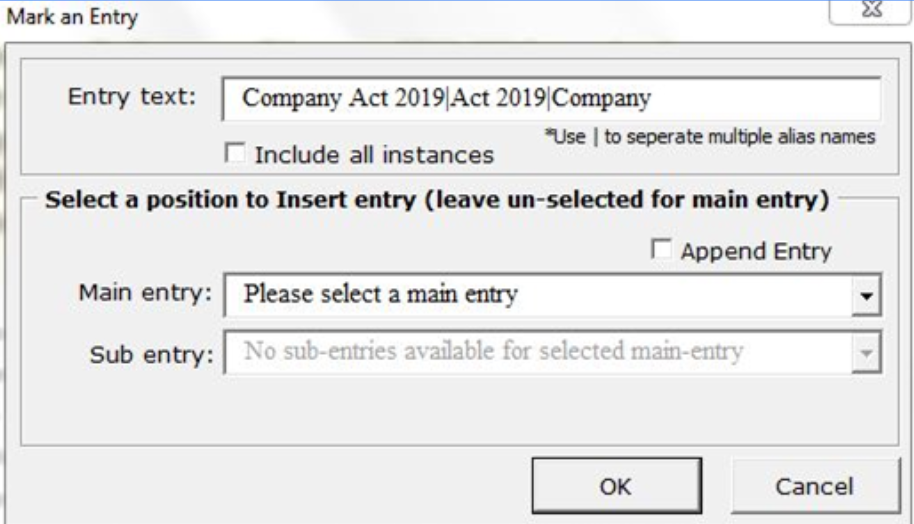 Mark an Entry
Entry text: Company Act 2019|Act 2019|Company
*Use | to seperate multiple alias names
Include all instances
Select a position to Insert entry (leave un-selected for main entry)
Append Entry
Main entry: Please select a main entry
Sub entry: No sub-entries available for selected main-entry
OK Cancel